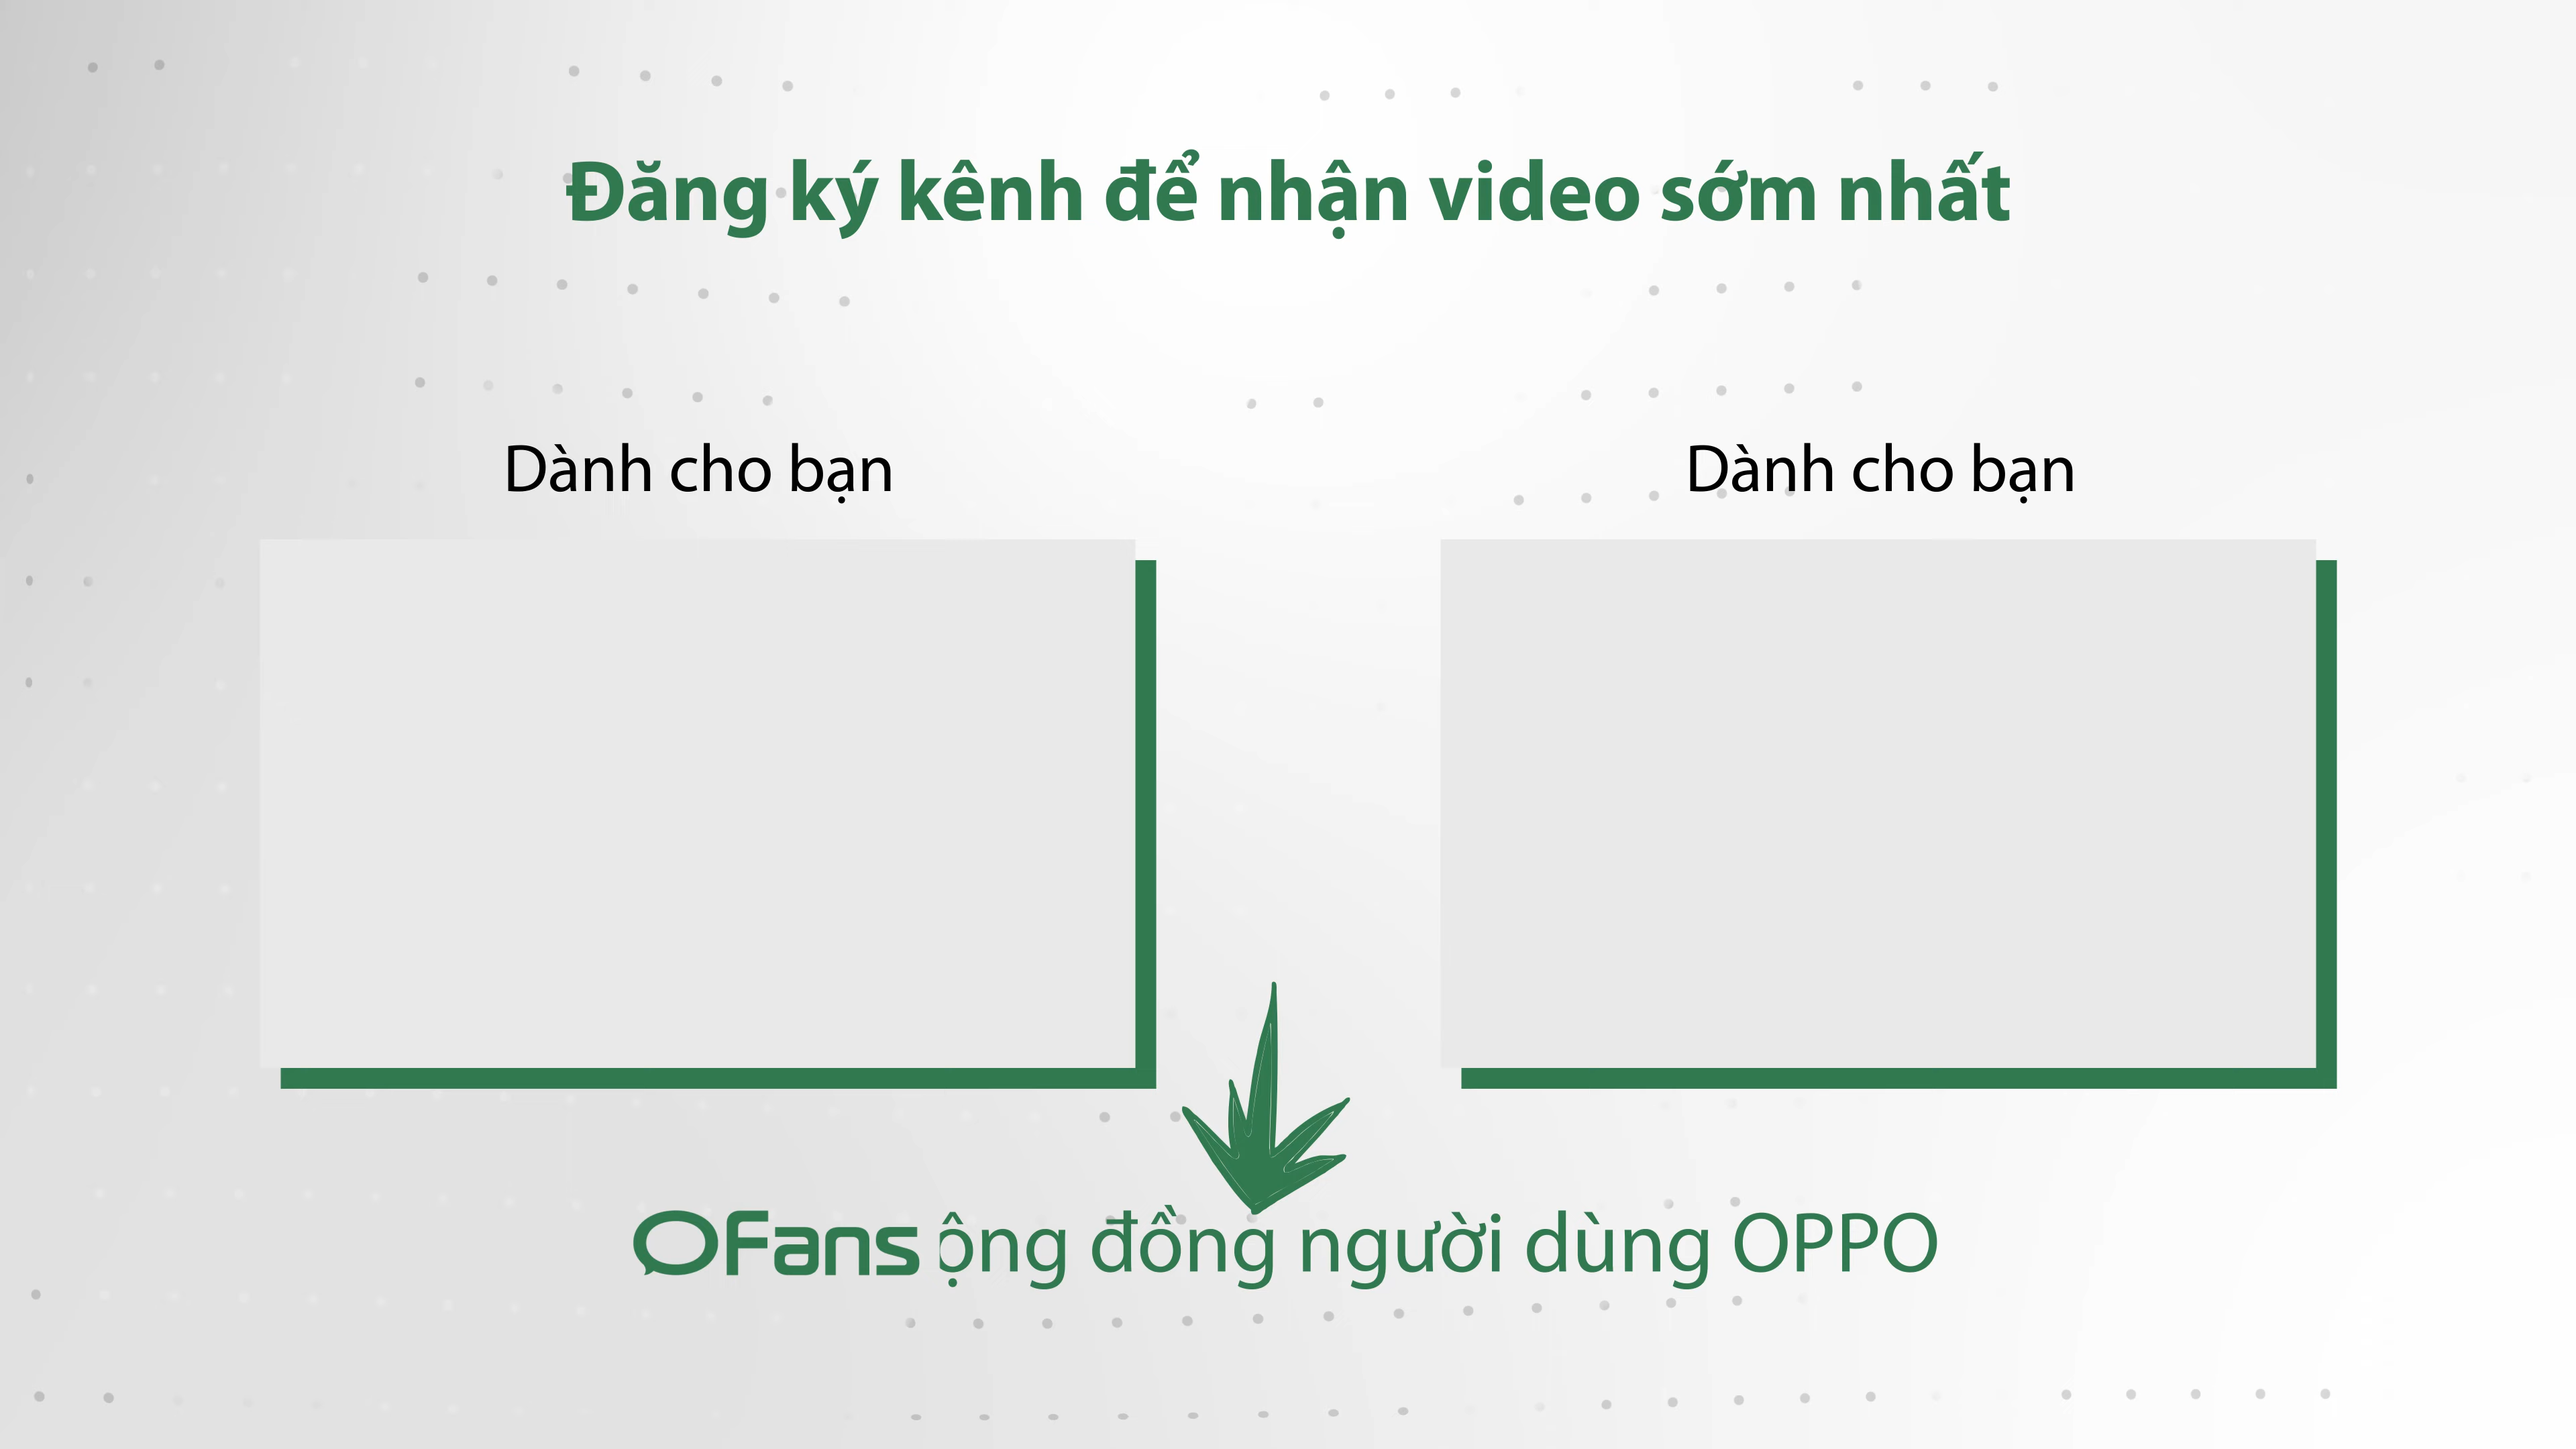 Đăng ký kênh để nhận video sớm nhất
Dành cho bạn
Dành cho bạn
OFans ộng đồng người dùng OPPO